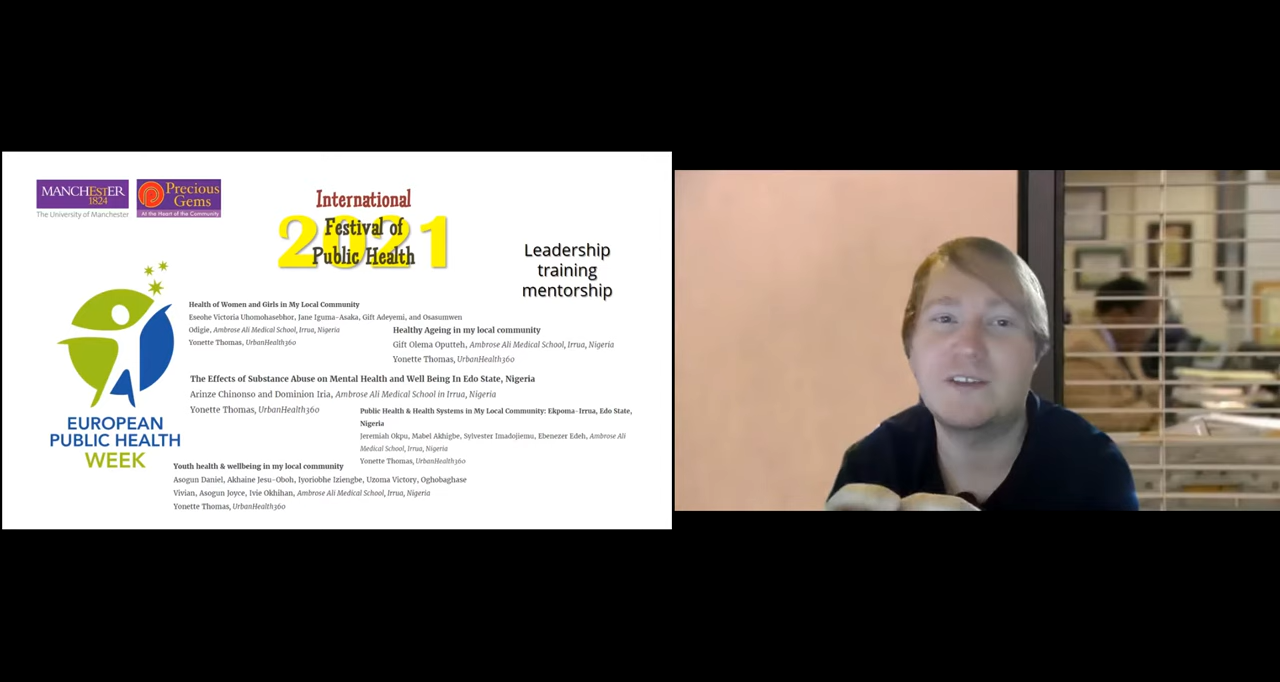 MANCHESTER
1824
The University of Manchester
Precious
Gems
At the Heart of the Community
International
2021
Festival of
Public Health
Leadership
training
mentorship
EUROPEAN
PUBLIC HEALTH
WEEK
Health of Women and Girls in My Local Community
Eseohe Victoria Uhomohasebhor, Jane Iguma-Asaka, Gift Adeyemi, and Osasumwen
Odigie, Ambrose Ali Medical School, Irrua, Nigeria
Yonette Thomas, UrbanHealth360
Healthy Ageing in my local community
Gift Olema Oputteh, Ambrose Ali Medical School, Irrua, Nigeria
Yonette Thomas, UrbanHealth360
The Effects of Substance Abuse on Mental Health and Well Being In Edo State, Nigeria
Arinze Chinonso and Dominion Iria, Ambrose Ali Medical School in Irrua, Nigeria
Yonette Thomas, UrbanHealth360
Public Health & Health Systems in My Local Community: Ekpoma-Irrua, Edo State,
Nigeria
Jeremiah Okpu, Mabel Akhigbe, Sylvester Imadojiemu, Ebenezer Edeh, Ambrose Ali
Medical School, Irrua, Nigeria
Yonette Thomas, UrbanHealth360
Youth health & wellbeing in my local community
Asogun Daniel, Akhaine Jesu-Oboh, Iyoriobhe Iziengbe, Uzoma Victory, Oghobaghase
Vivian, Asogun Joyce, Ivie Okhihan, Ambrose Ali Medical School, Irrua, Nigeria
Yonette Thomas, UrbanHealth360